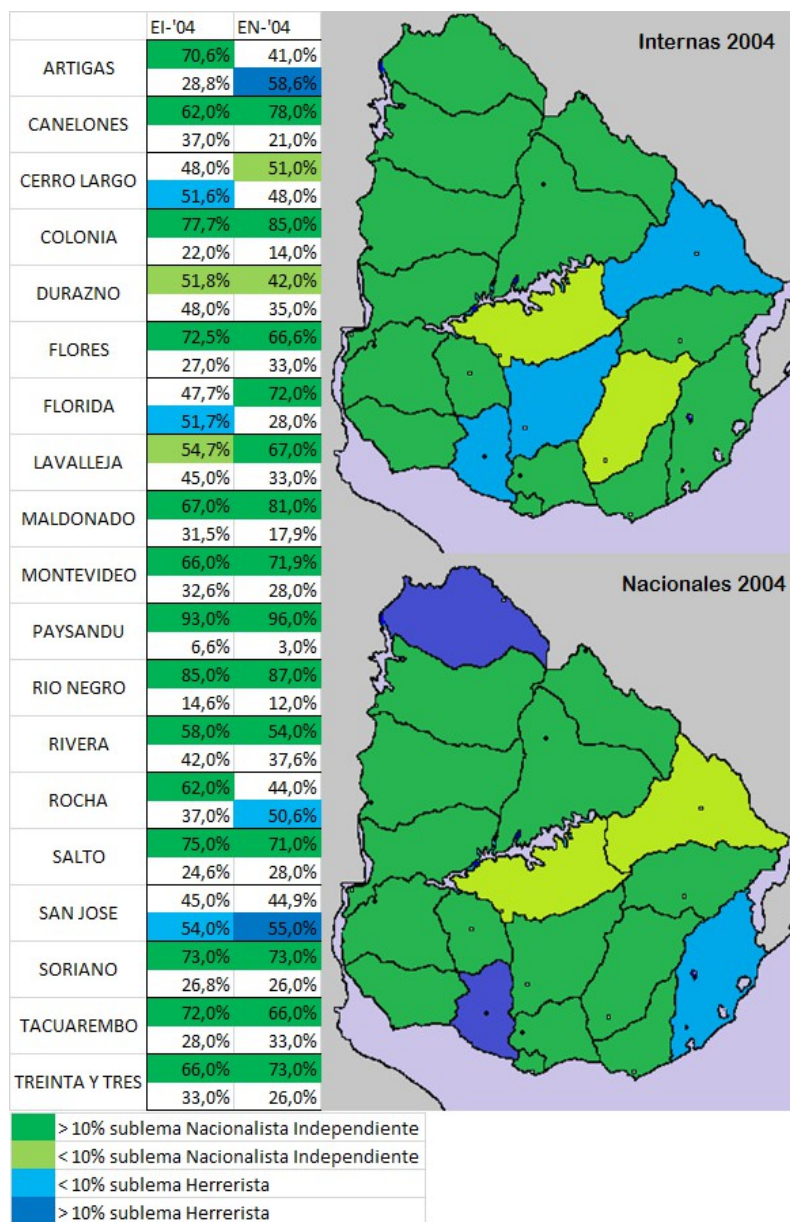 EI-'04 EN-'04
Internas 2004
ARTIGAS
70,6% 41,0%
28,8% 58,6%
CANELONES
62,0% 78,0%
37,0% 21,0%
CERRO LARGO
48,0% 51,0%
51,6% 48,0%
COLONIA
77,7% 85,0%
22,0% 14,0%
DURAZNO
51,8% 42,0%
48,0% 35,0%
FLORES
72,5% 66,6%
27,0% 33,0%
FLORIDA
47,7% 72,0%
51,7% 28,0%
LAVALLEJA
54,7% 67,0%
45,0% 33,0%
MALDONADO
67,0% 81,0%
31,5% 17,9%
MONTEVIDEO
66,0% 71,9%
32,6% 28,0%
Nacionales 2004
PAYSANDU
93,0% 96,0%
6,6% 3,0%
RIO NEGRO
85,0% 87,0%
14,6% 12,0%
RIVERA
58,0% 54,0%
42,0% 37,6%
ROCHA
62,0% 44,0%
37,0% 50,6%
SALTO
75,0% 71,0%
24,6% 28,0%
SAN JOSE
45,0% 44,9%
54,0% 55,0%
SORIANO
73,0% 73,0%
26,8% 26,0%
TACUAREMBO
72,0% 66,0%
28,0% 33,0%
TREINTA Y TRES
66,0% 73,0%
33,0% 26,0%
> 10% sublema Nacionalista Independiente
< 10% sublema Nacionalista Independiente
< 10% sublema Herrerista
> 10% sublema Herrerista